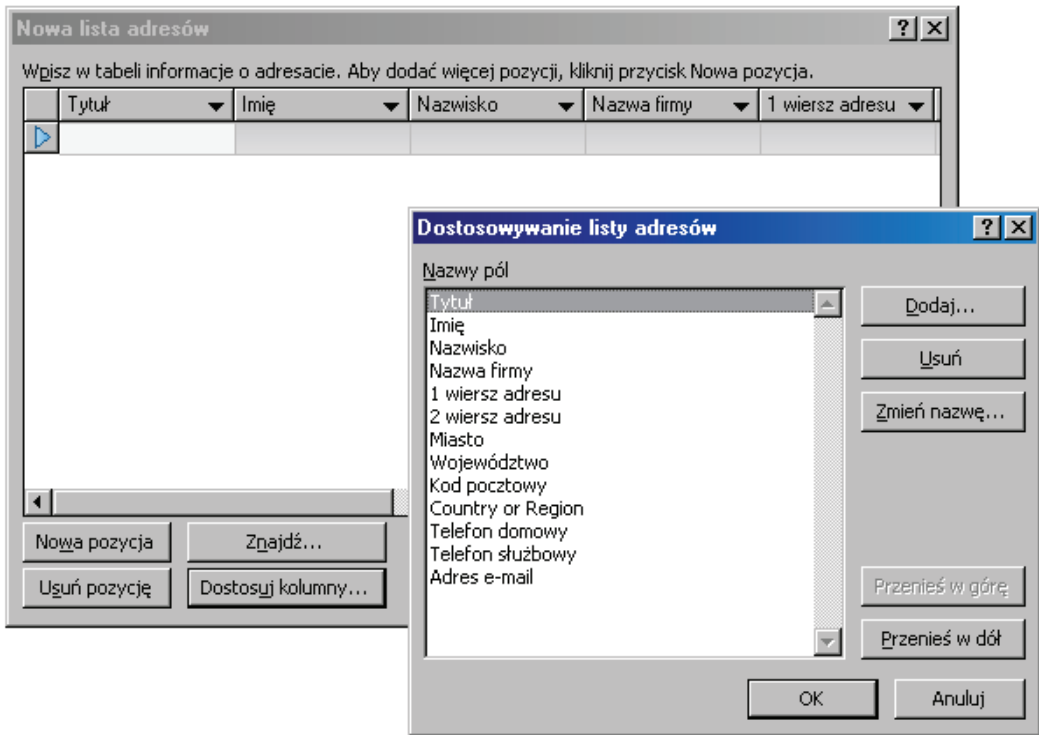 Nowa lista adresów
Wpisz w tabeli informacje o adresacie. Aby dodać więcej pozycji, kliknij przycisk Nowa pozycja.
Tytuł Imię Nazwisko Nazwa firmy 1 wiersz adresu
Dostosowywanie listy adresów
Nazwy pól
Tytuł
Imię
Nazwisko
Nazwa firmy
1 wiersz adresu
2 wiersz adresu
Miasto
Województwo
Kod pocztowy
Country or Region
Telefon domowy
Telefon służbowy
Adres e-mail
Dodaj...
Usuń
Zmień nazwę...
Przenieś w górę
Przenieś w dół
OK Anuluj
Nowa pozycja Znajdź...
Usuń pozycję Dostosuj kolumny...